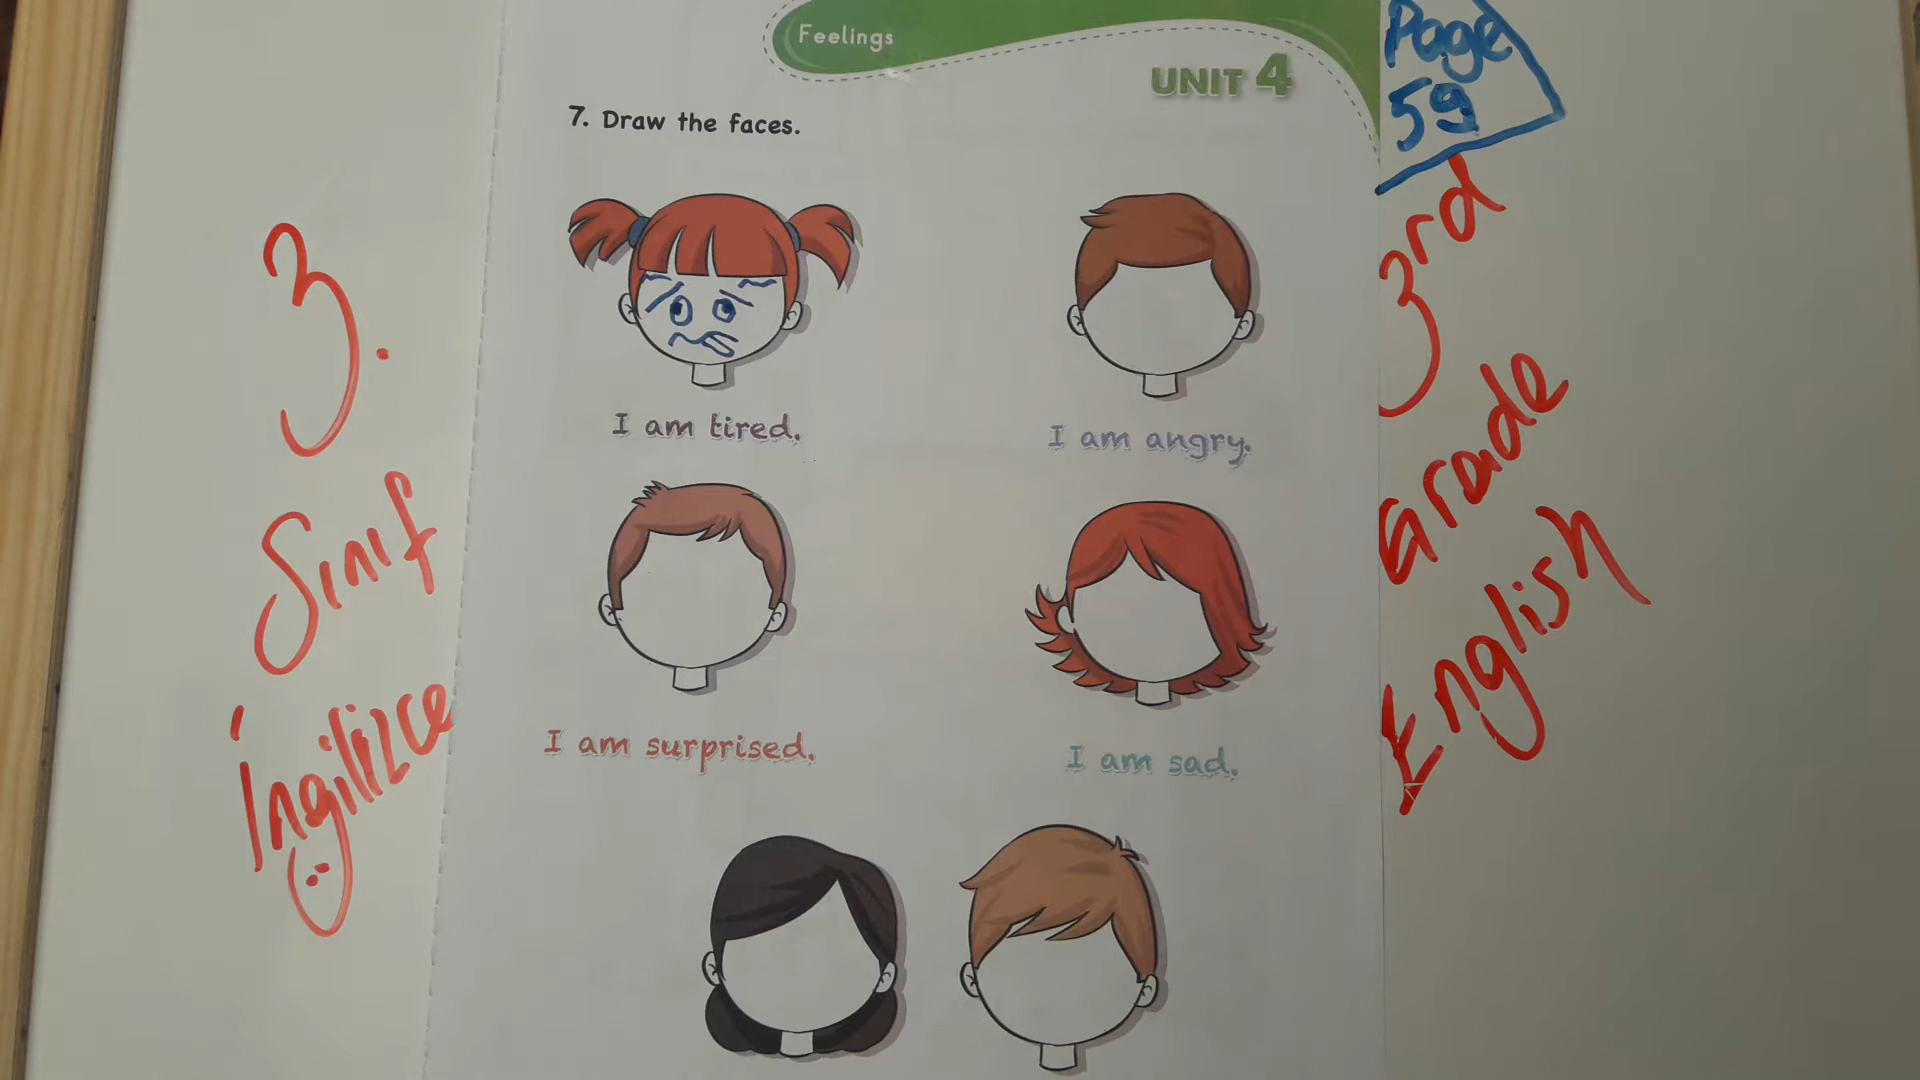 Feelings
UNIT 4
Page
59
7. Draw the faces.
I am tired.
I am angry.
I am surprised.
I am sad.
3.
Sınıf
İngilizce
3rd
Grade
English